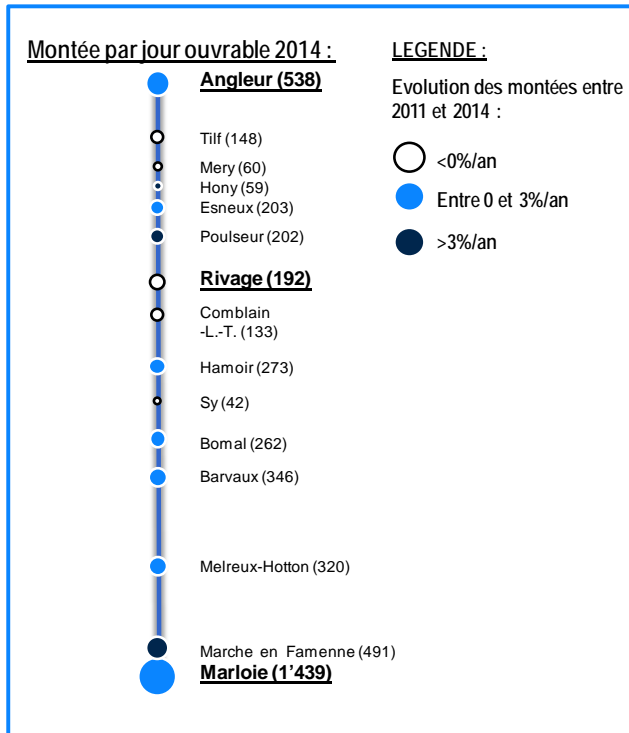 Montée par jour ouvrable 2014 :
Angleur (538)
Tilf (148)
Mery (60)
Hony (59)
Esneux (203)
Poulseur (202)
Rivage (192)
Comblain
-L.-T. (133)
Hamoir (273)
Sy (42)
Bomal (262)
Barvaux (346)
Melreux-Hotton (320)
Marche en Famenne (491)
Marloie (1'439)
LEGENDE :
Evolution des montées entre
2011 et 2014 :
<0%/an
Entre 0 et 3%/an
>3%/an